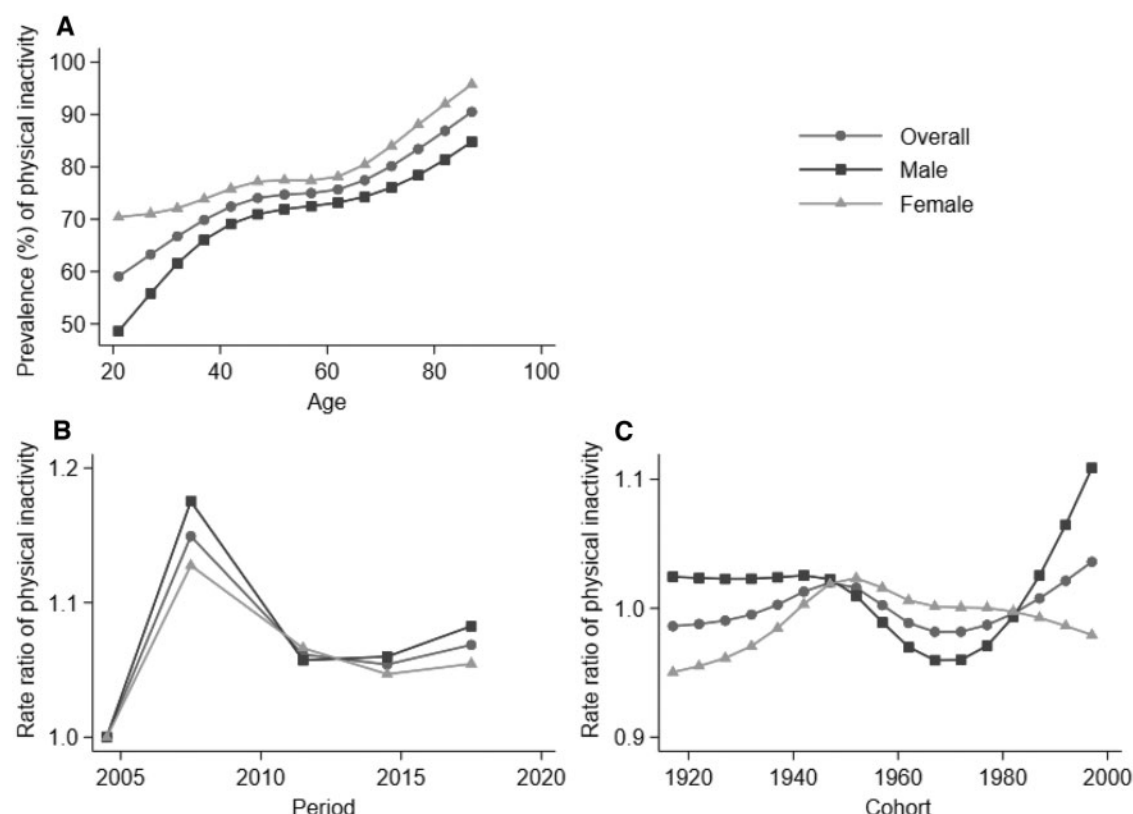 A
Prevalence (%) of physical inactivity
100
90
80
70
60
50
20 40 60 80 100
Age
Overall
Male
Female
B
Rate ratio of physical inactivity
1.2
1.1
1.0
2005 2010 2015 2020
Period
C
Rate ratio of physical inactivity
1.1
1.0
0.9
1920 1940 1960 1980 2000
Cohort